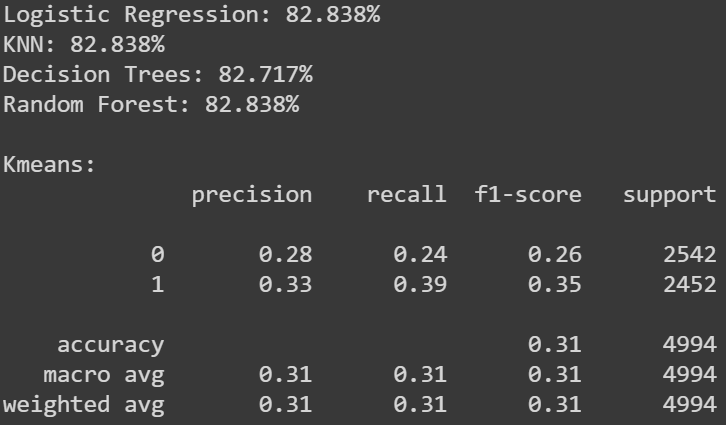 Logistic Regression: 82.838%
KNN: 82.838%
Decision Trees: 82.717%
Random Forest: 82.838%
Kmeans:
precision recall f1-score support
0 0.28 0.24 0.26 2542
1 0.33 0.39 0.35 2452
accuracy 0.31 4994
macro avg 0.31 0.31 0.31 4994
weighted avg 0.31 0.31 0.31 4994